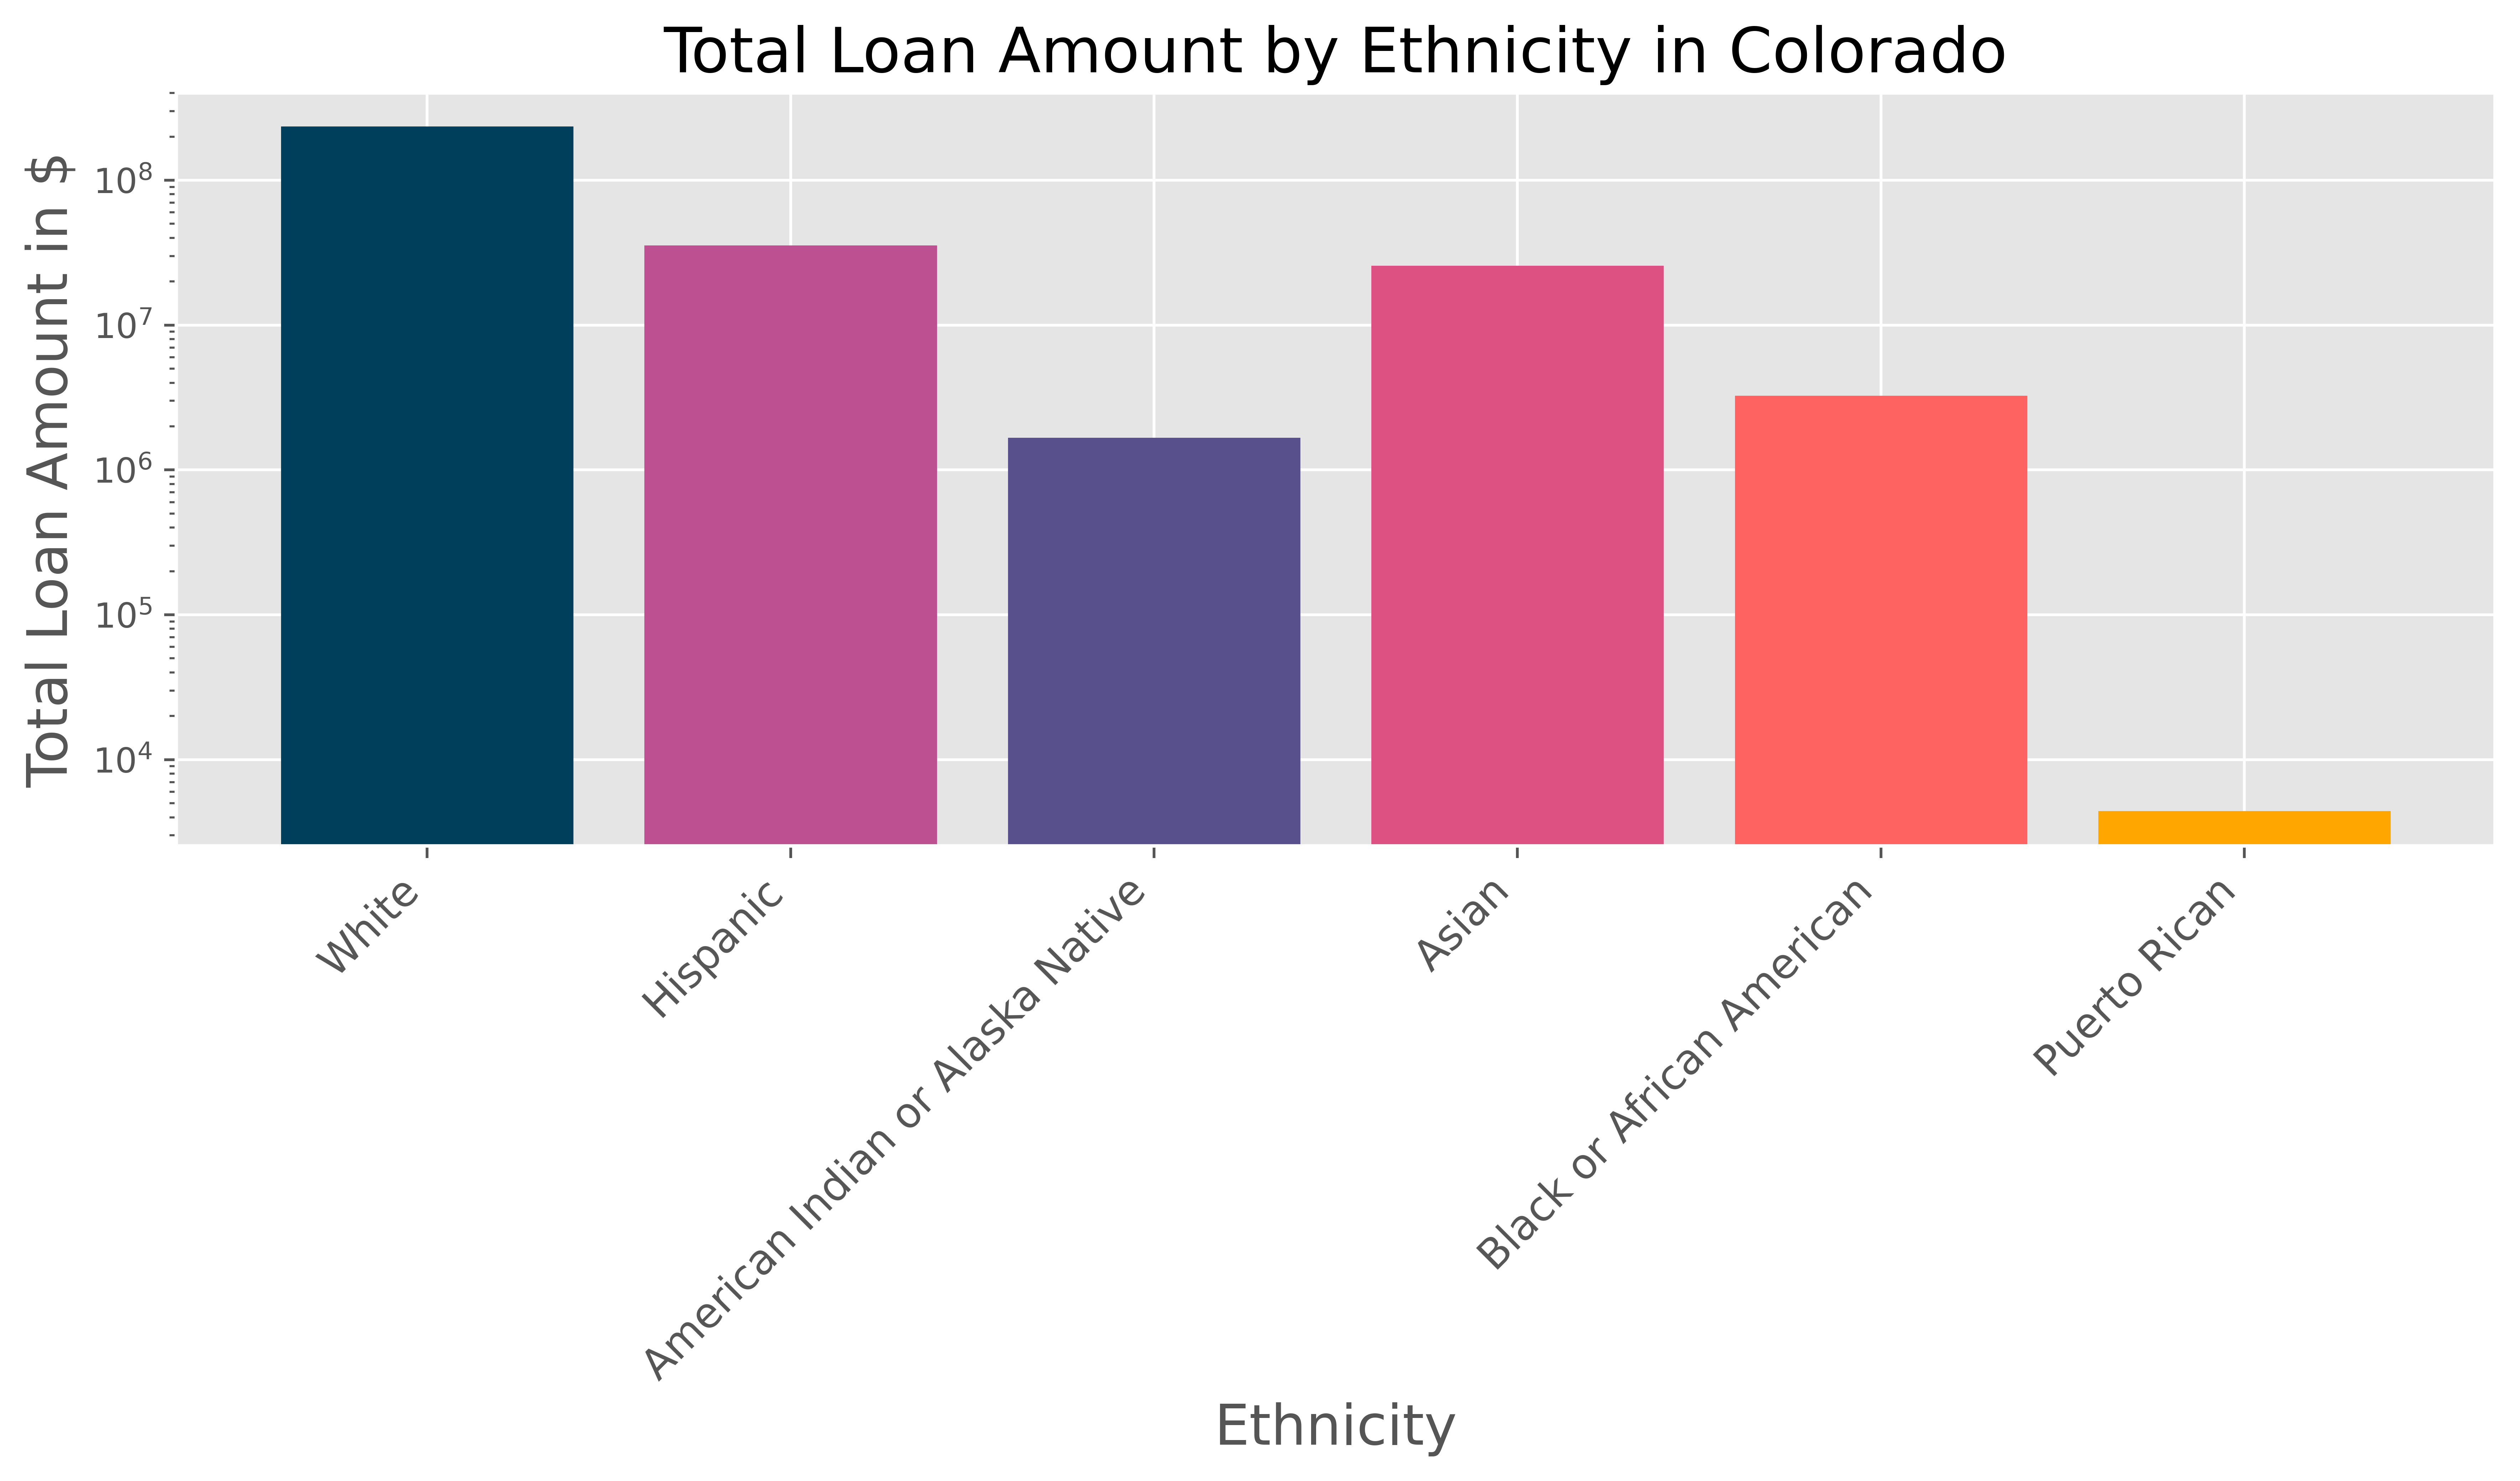 Total Loan Amount by Ethnicity in Colorado
Total Loan Amount in $
10⁸
10⁷
10⁶
10⁵
10⁴
White
Hispanic
American Indian or Alaska Native
Asian
Black or African American
Puerto Rican
Ethnicity